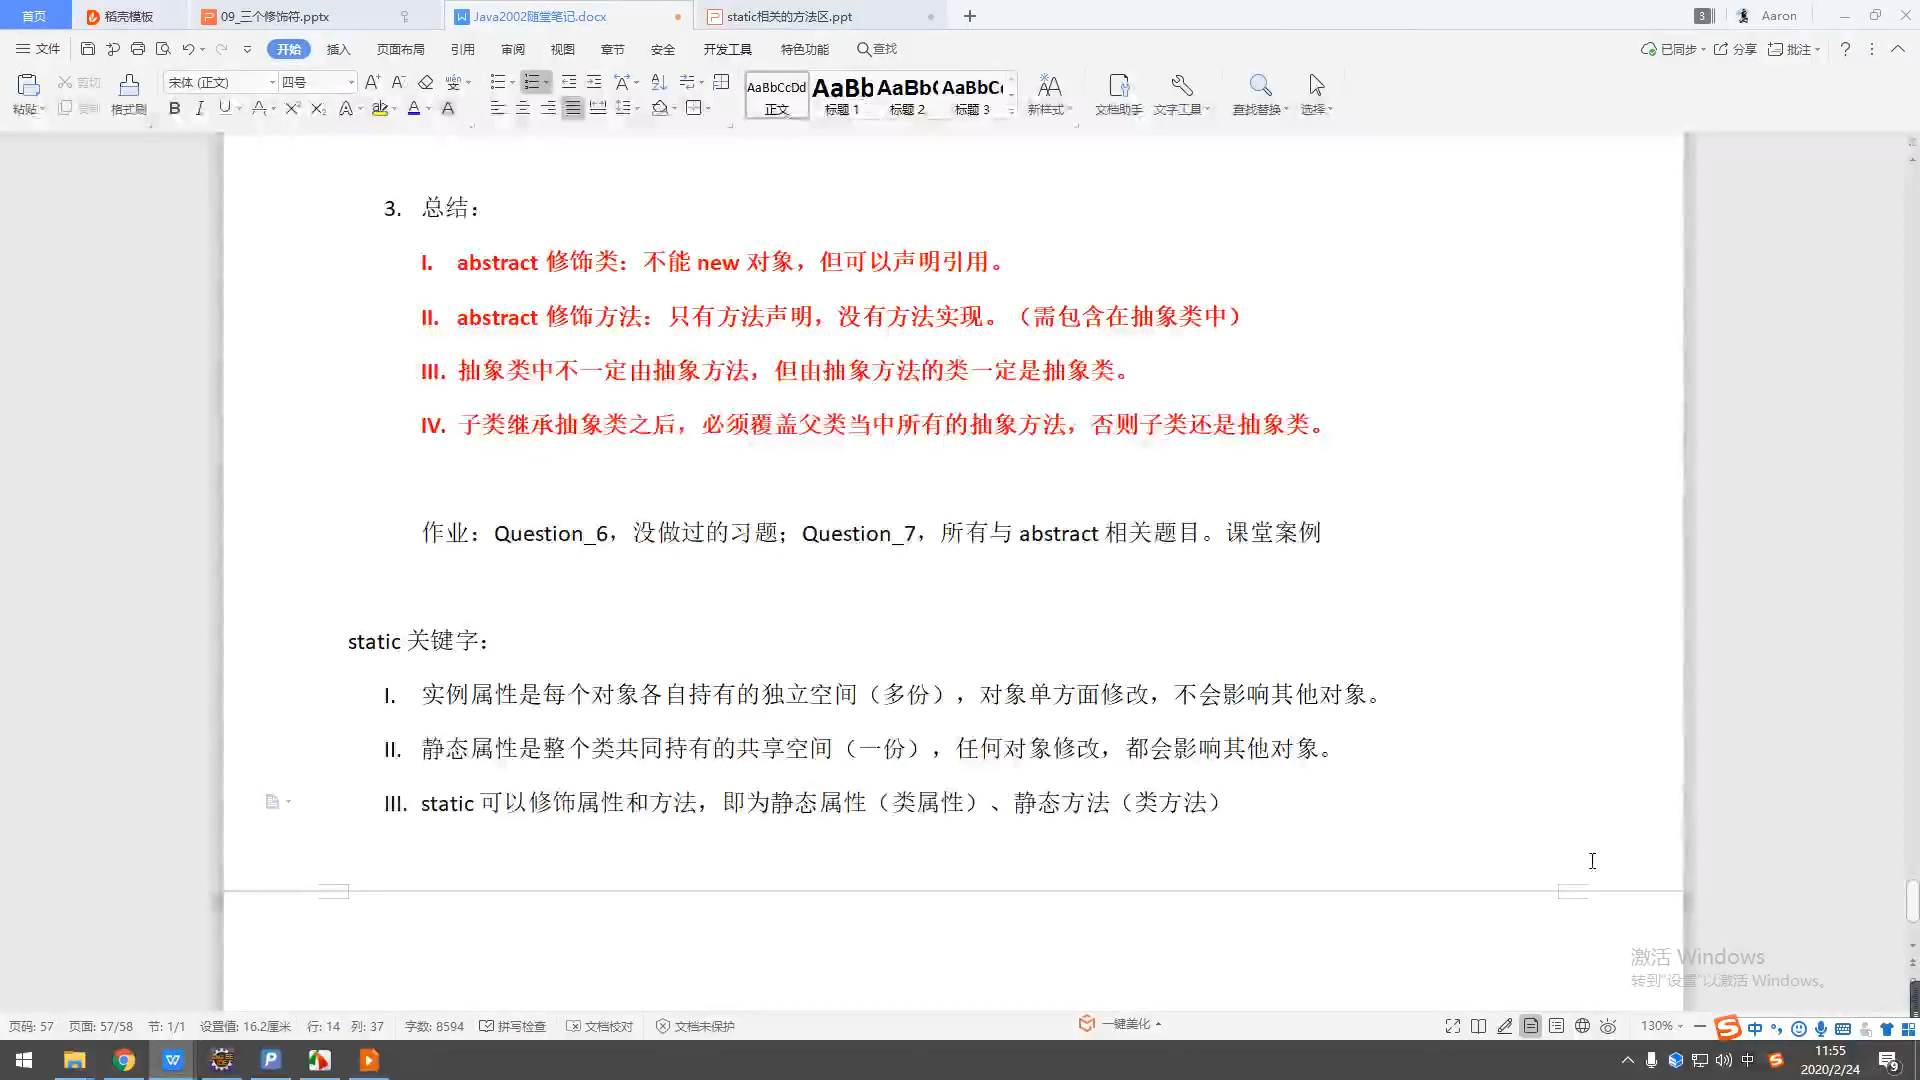 首页 稻壳模板 09_三个修饰符.pptx Java2002随堂笔记.docx static相关的方法区.ppt 3 Aaron
文件 开始 插入 页面布局 引用 审阅 视图 章节 安全 开发工具 特色功能 查找 已同步 分享 批注
粘贴 剪切 复制 格式刷 宋体 (正文) 四号
AaBbCcDd AaBb AaBb( AaBbC
正文 标题 1 标题 2 标题 3 新样式 文档助手 文字工具 查找替换 选择
3. 总结：
I. abstract 修饰类：不能 new 对象，但可以声明引用。
II. abstract 修饰方法：只有方法声明，没有方法实现。（需包含在抽象类中）
III. 抽象类中不一定由抽象方法，但由抽象方法的类一定是抽象类。
IV. 子类继承抽象类之后，必须覆盖父类当中所有的抽象方法，否则子类还是抽象类。
作业：Question_6，没做过的习题；Question_7，所有与 abstract 相关题目。课堂案例
static 关键字：
I. 实例属性是每个对象各自持有的独立空间（多份），对象单方面修改，不会影响其他对象。
II. 静态属性是整个类共同持有的共享空间（一份），任何对象修改，都会影响其他对象。
III. static 可以修饰属性和方法，即为静态属性（类属性）、静态方法（类方法）
激活 Windows
转到"设置"以激活 Windows。
页码: 57 页面: 57/58 节: 1/1 设置值: 16.2厘米 行: 14 列: 37 字数: 8594 拼写检查 文档校对 文档未保护 一键美化 130% 中
中 11:55
2020/2/24 9